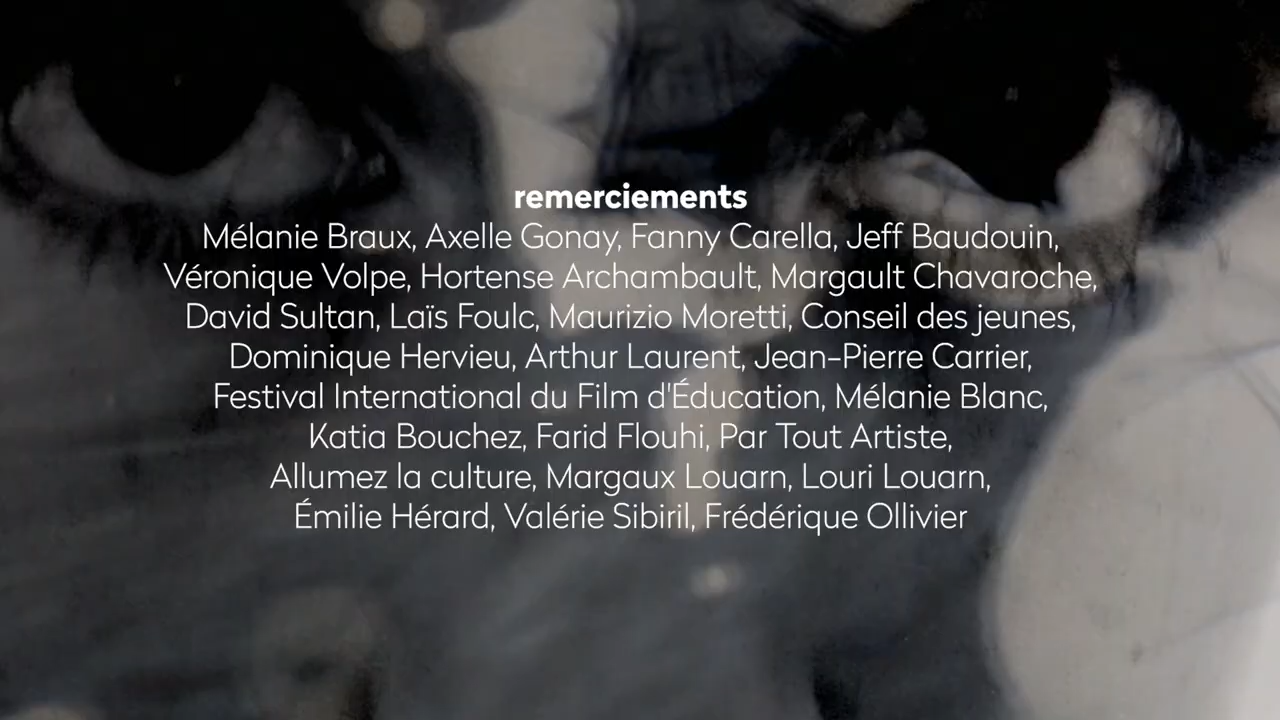 remerciements
Mélanie Braux, Axelle Gonay, Fanny Carella, Jeff Baudouin,
Véronique Volpe, Hortense Archambault, Margault Chavaroche,
David Sultan, Laïs Foulc, Maurizio Moretti, Conseil des jeunes,
Dominique Hervieu, Arthur Laurent, Jean-Pierre Carrier,
Festival International du Film d'Éducation, Mélanie Blanc,
Katia Bouchez, Farid Flouhi, Par Tout Artiste,
Allumez la culture, Margaux Louarn, Louri Louarn,
Émilie Hérard, Valérie Sibiril, Frédérique Ollivier